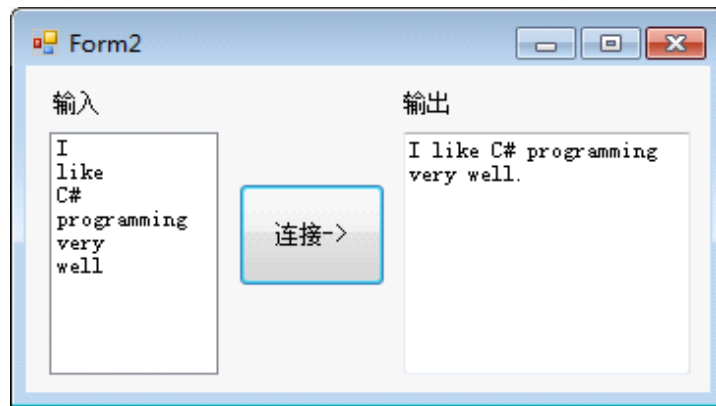 Form2
输入
输出
I
like
C#
programming
very
well
连接->
I like C# programming
very well.